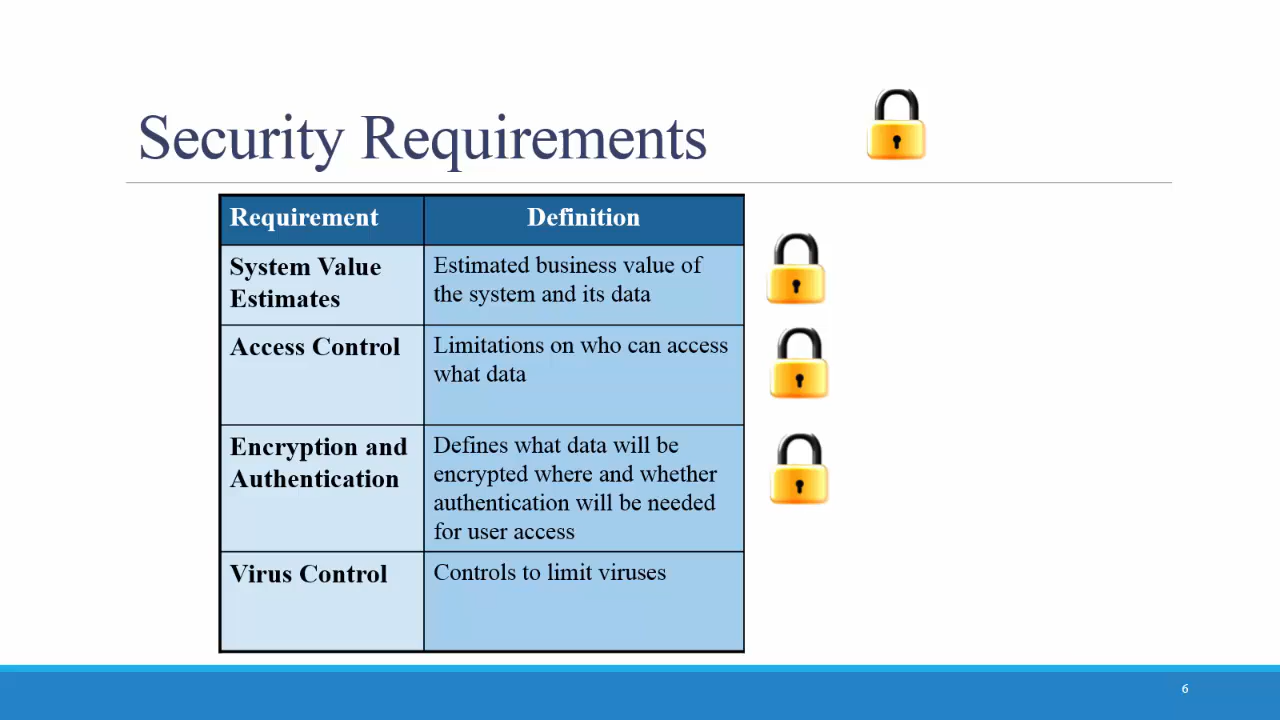 Security Requirements
Requirement
Definition
System Value
Estimates
Estimated business value of
the system and its data
Access Control
Limitations on who can access
what data
Encryption and
Authentication
Defines what data will be
encrypted where and whether
authentication will be needed
for user access
Virus Control
Controls to limit viruses
6